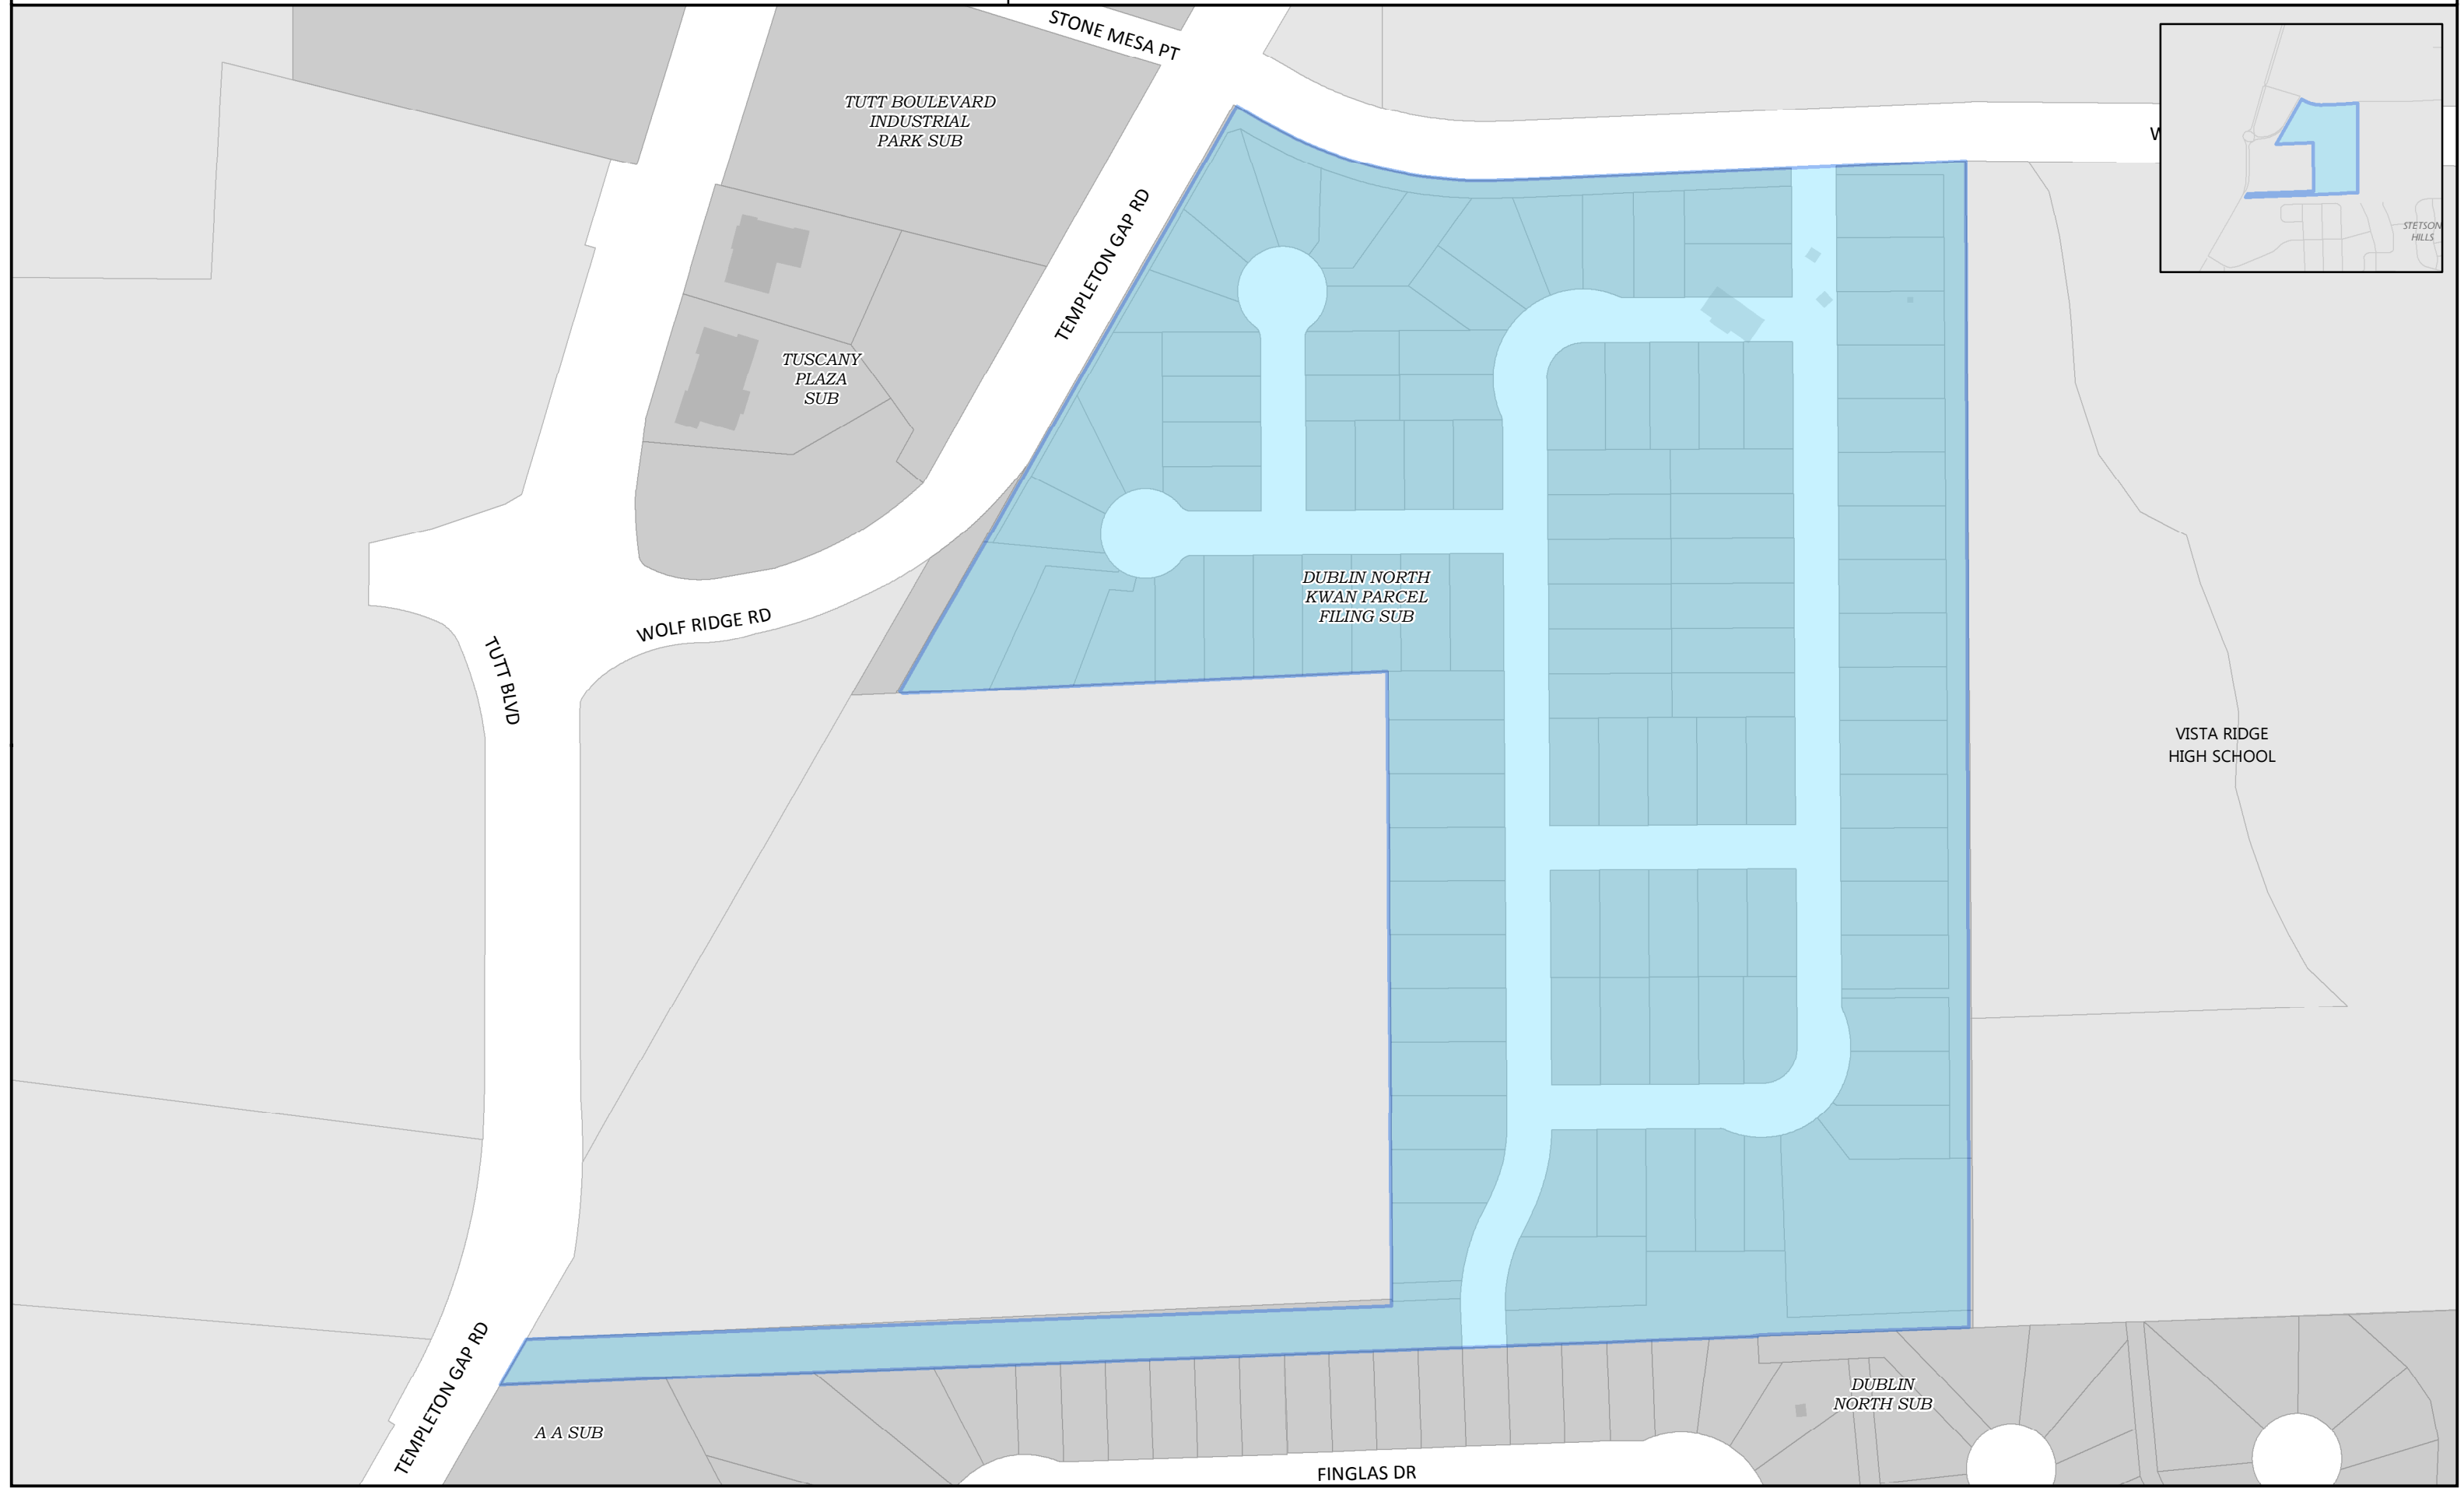 STONE MESA PT
TUTT BOULEVARD
INDUSTRIAL
PARK SUB
W
STETSON
HILLS
TEMPLETON GAP RD
TUSCANY
PLAZA
SUB
DUBLIN NORTH
KWAN PARCEL
FILING SUB
WOLF RIDGE RD
TUTT BLVD
VISTA RIDGE
HIGH SCHOOL
TEMPLETON GAP RD
A A SUB
DUBLIN
NORTH SUB
FINGLAS DR